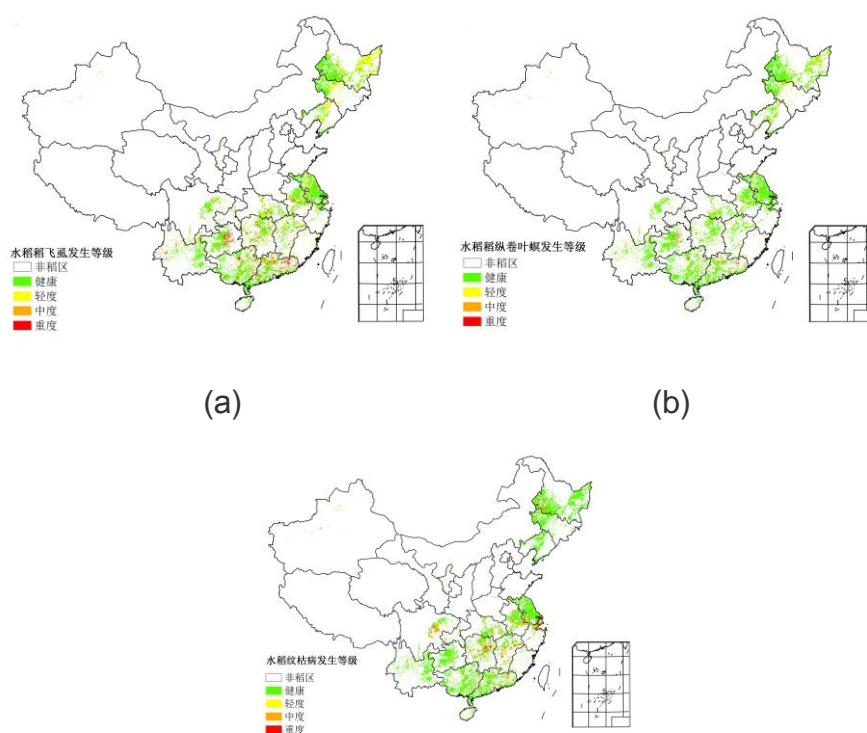 水稻稻飞虱发生等级
非稻区
健康
轻度
中度
重度
水稻稻纵卷叶螟发生等级
非稻区
健康
轻度
中度
重度
(a)
(b)
水稻纹枯病发生等级
非稻区
健康
轻度
中度
重度